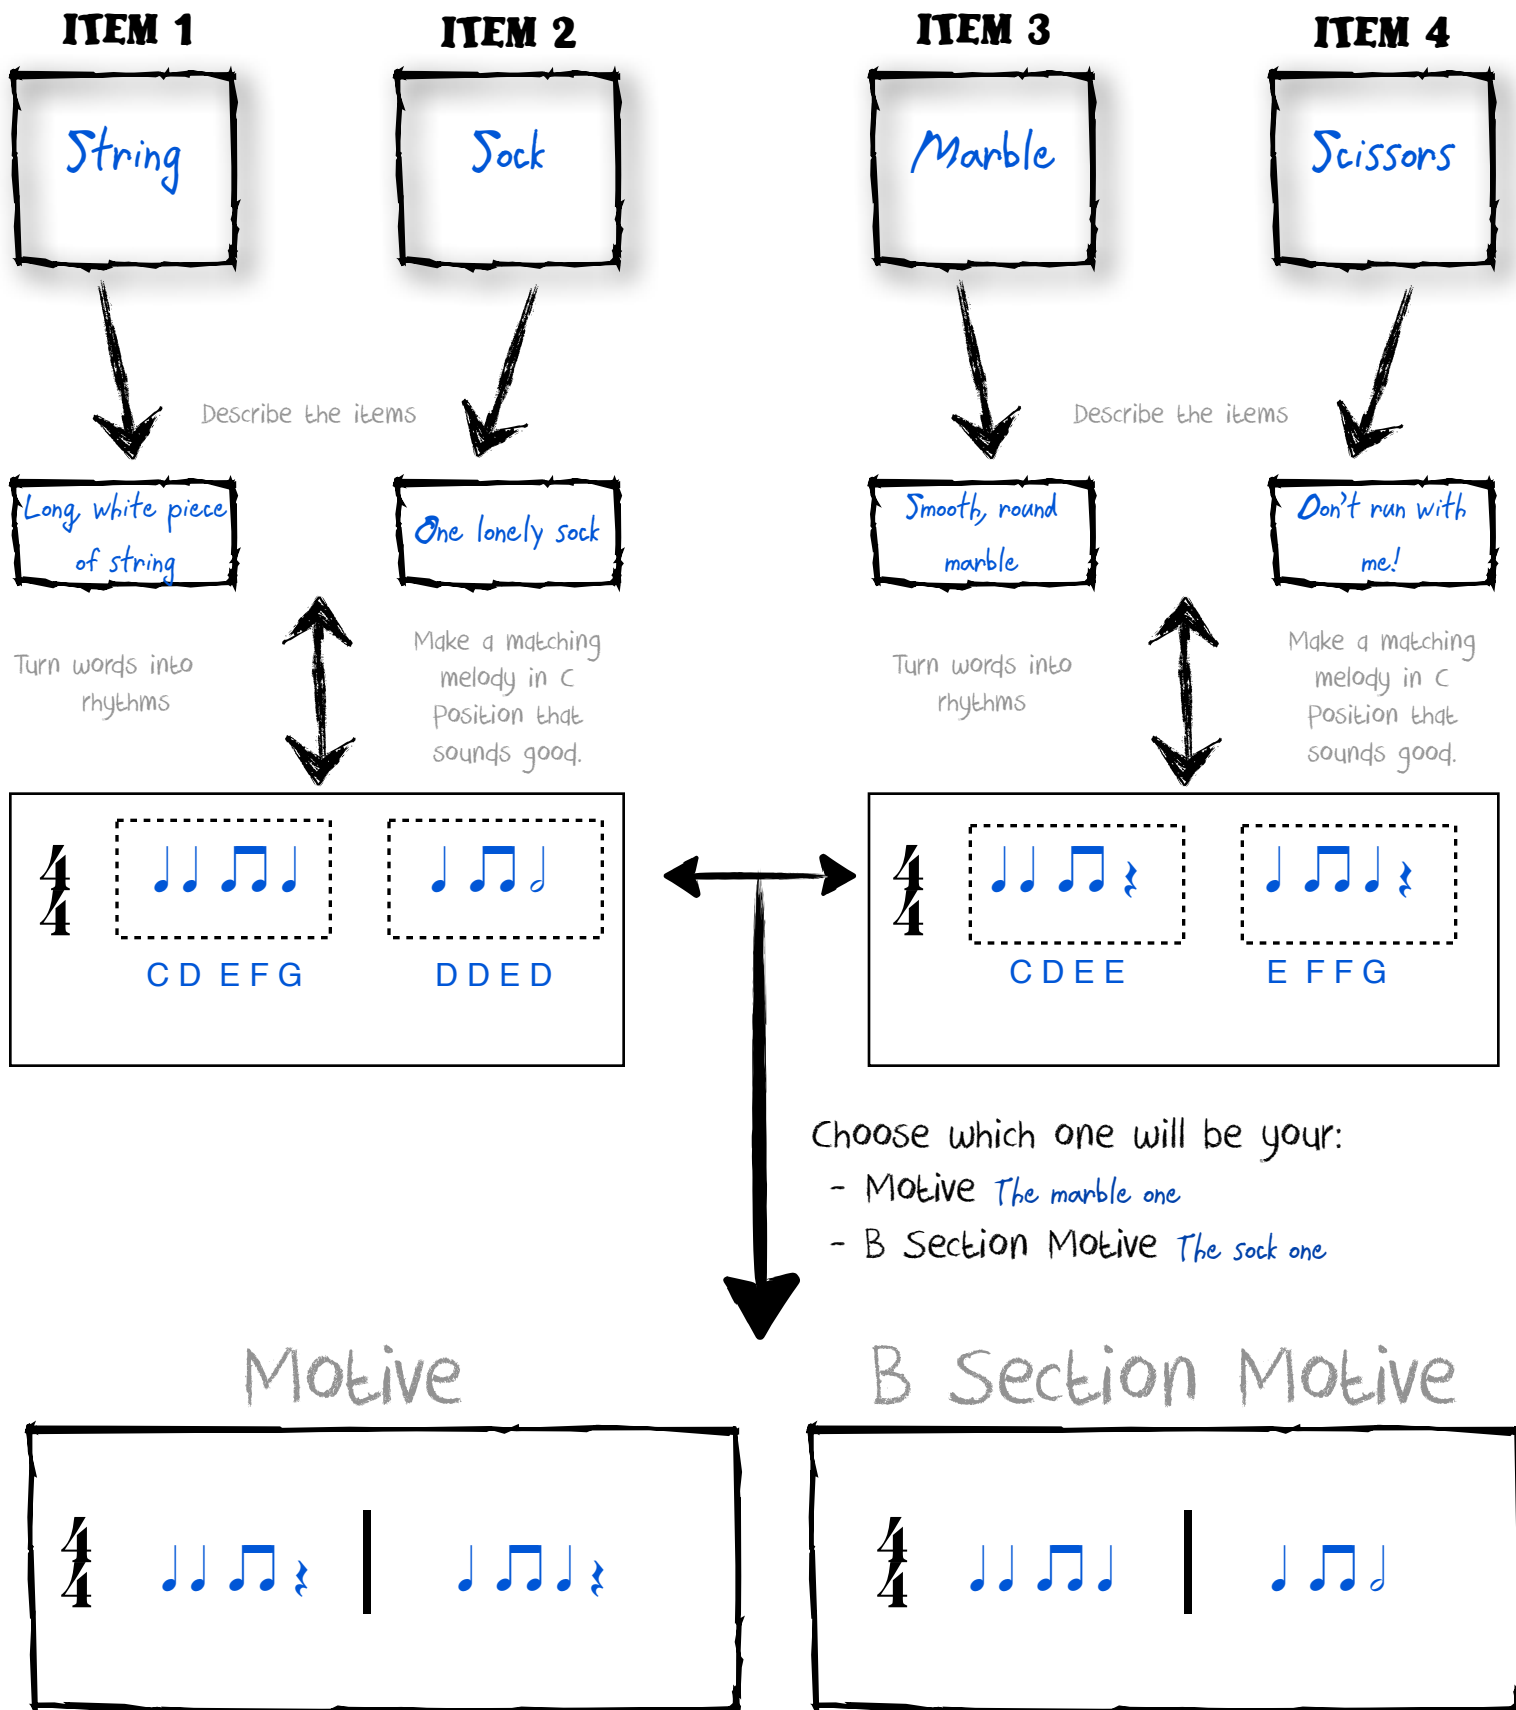 ITEM 1
ITEM 2
ITEM 3
ITEM 4
String
Sock
Marble
Scissors
Describe the items
Describe the items
Long, white piece
of string
One lonely sock
Smooth, round
marble
Don't run with
me!
Turn words into
rhythms
Make a matching
melody in C
Position that
sounds good.
Turn words into
rhythms
Make a matching
melody in C
Position that
sounds good.
4
4
C D E F G
D D E D
4
4
C D E E
E F F G
Choose which one will be your:
- Motive The marble one
- B Section Motive The sock one
Motive
B Section Motive
4
4
4
4